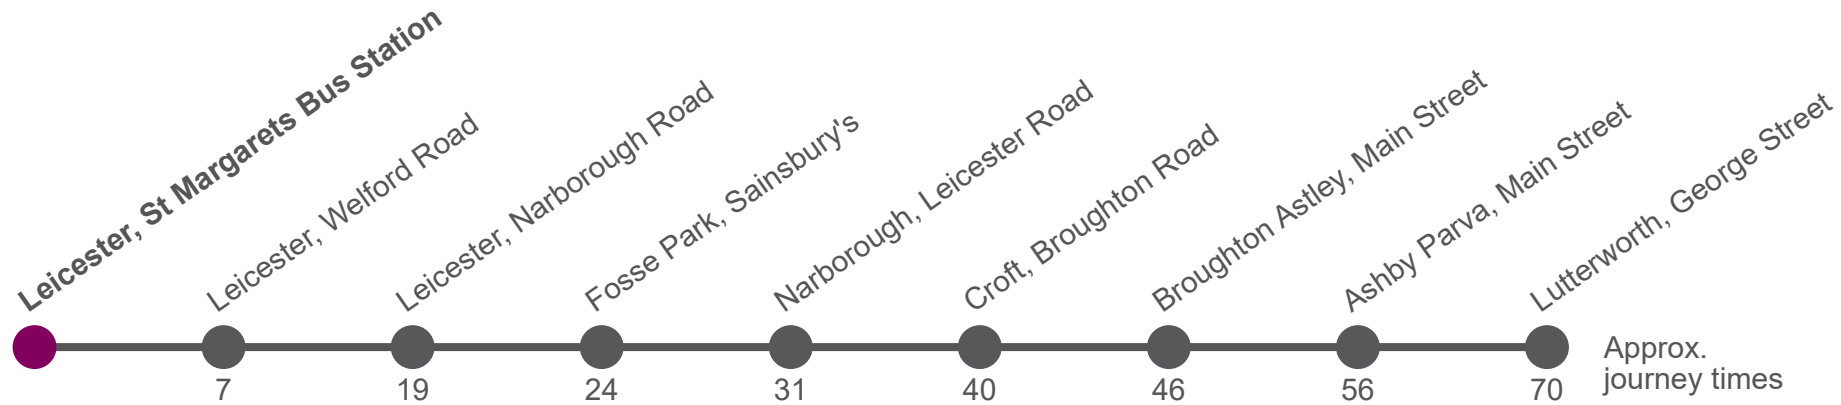 Leicester, St Margarets Bus Station
Leicester, Welford Road
Leicester, Narborough Road
Fosse Park, Sainsbury's
Narborough, Leicester Road
Croft, Broughton Road
Broughton Astley, Main Street
Ashby Parva, Main Street
Lutterworth, George Street
7
19
24
31
40
46
56
70
Approx.
journey times